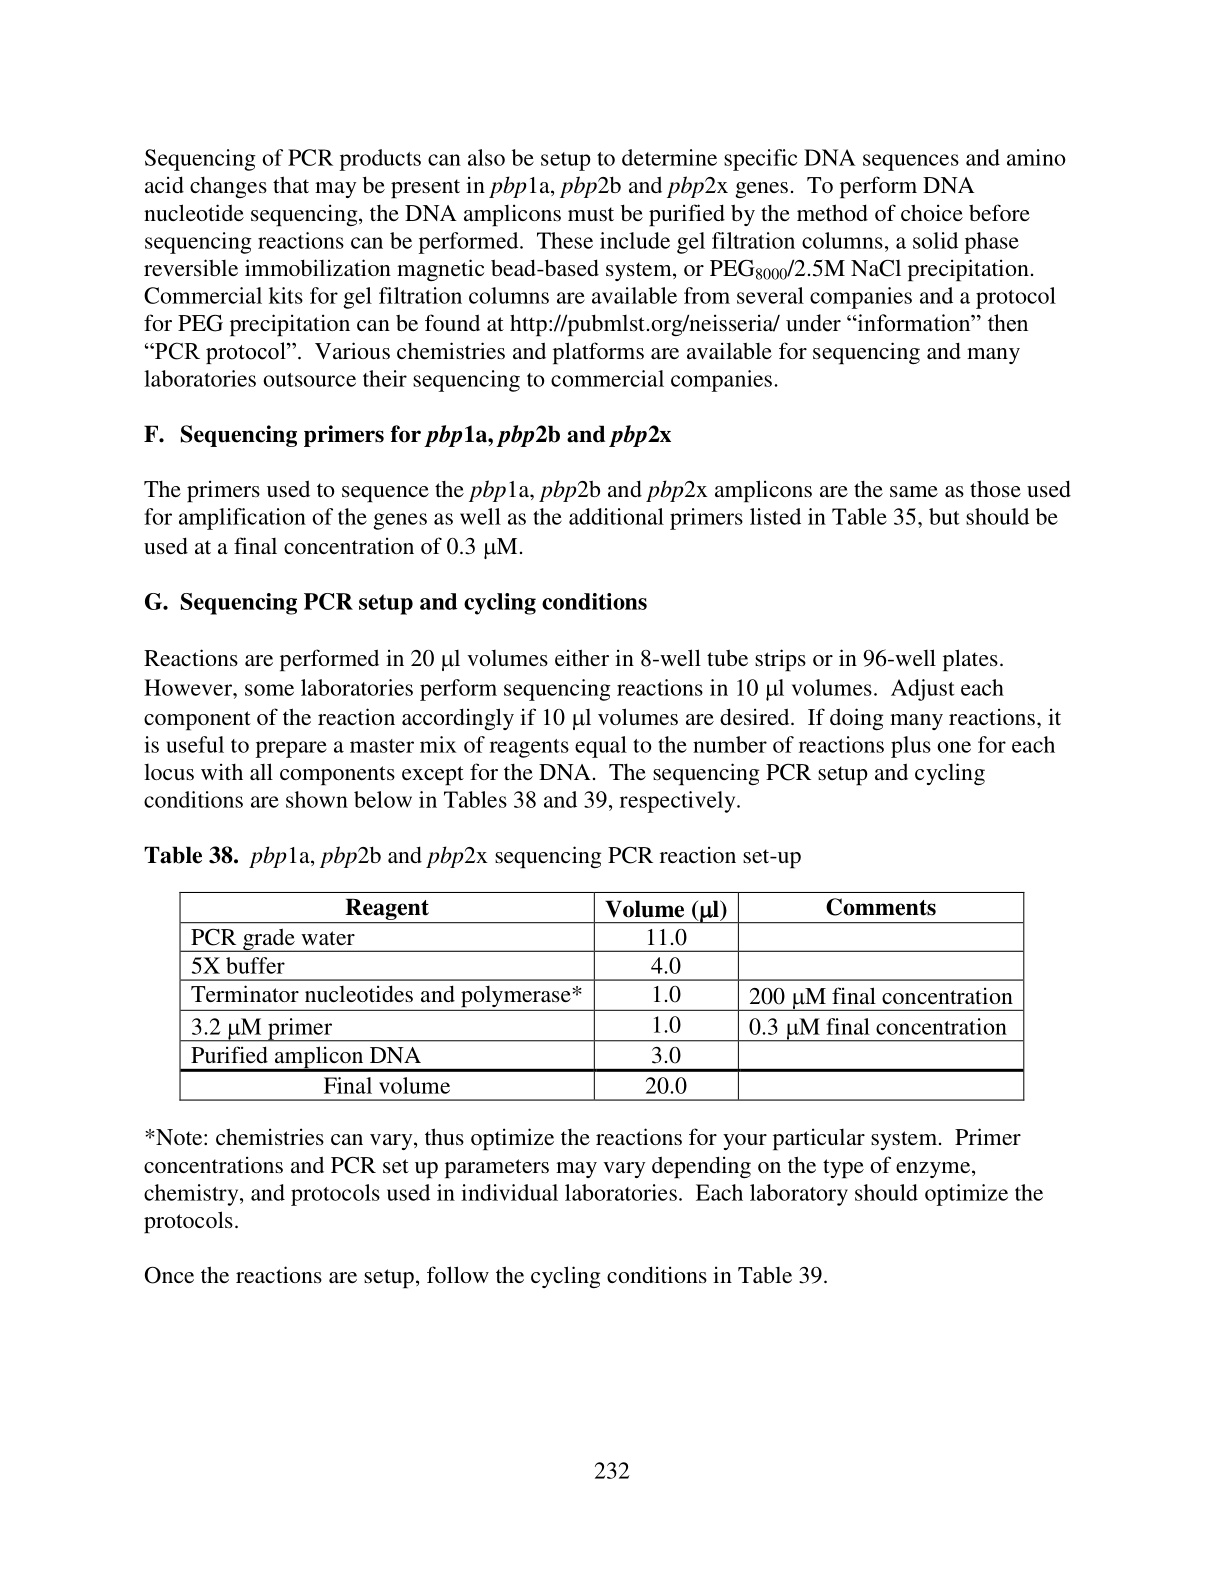 Sequencing of PCR products can also be setup to determine specific DNA sequences and amino
acid changes that may be present in pbp1a, pbp2b and pbp2x genes.  To perform DNA
nucleotide sequencing, the DNA amplicons must be purified by the method of choice before
sequencing reactions can be performed.  These include gel filtration columns, a solid phase
reversible immobilization magnetic bead-based system, or PEG8000/2.5M NaCl precipitation.
Commercial kits for gel filtration columns are available from several companies and a protocol
for PEG precipitation can be found at http://pubmlst.org/neisseria/ under “information” then
“PCR protocol”.  Various chemistries and platforms are available for sequencing and many
laboratories outsource their sequencing to commercial companies.
F.  Sequencing primers for pbp1a, pbp2b and pbp2x
The primers used to sequence the pbp1a, pbp2b and pbp2x amplicons are the same as those used
for amplification of the genes as well as the additional primers listed in Table 35, but should be
used at a final concentration of 0.3 µM.
G.  Sequencing PCR setup and cycling conditions
Reactions are performed in 20 µl volumes either in 8-well tube strips or in 96-well plates.
However, some laboratories perform sequencing reactions in 10 µl volumes.  Adjust each
component of the reaction accordingly if 10 µl volumes are desired.  If doing many reactions, it
is useful to prepare a master mix of reagents equal to the number of reactions plus one for each
locus with all components except for the DNA.  The sequencing PCR setup and cycling
conditions are shown below in Tables 38 and 39, respectively.
Table 38.  pbp1a, pbp2b and pbp2x sequencing PCR reaction set-up
Reagent Volume (µl) Comments
PCR grade water 11.0
5X buffer 4.0
Terminator nucleotides and polymerase* 1.0 200 µM final concentration
3.2 µM primer 1.0 0.3 µM final concentration
Purified amplicon DNA 3.0
Final volume 20.0
*Note: chemistries can vary, thus optimize the reactions for your particular system.  Primer
concentrations and PCR set up parameters may vary depending on the type of enzyme,
chemistry, and protocols used in individual laboratories.  Each laboratory should optimize the
protocols.
Once the reactions are setup, follow the cycling conditions in Table 39.
232